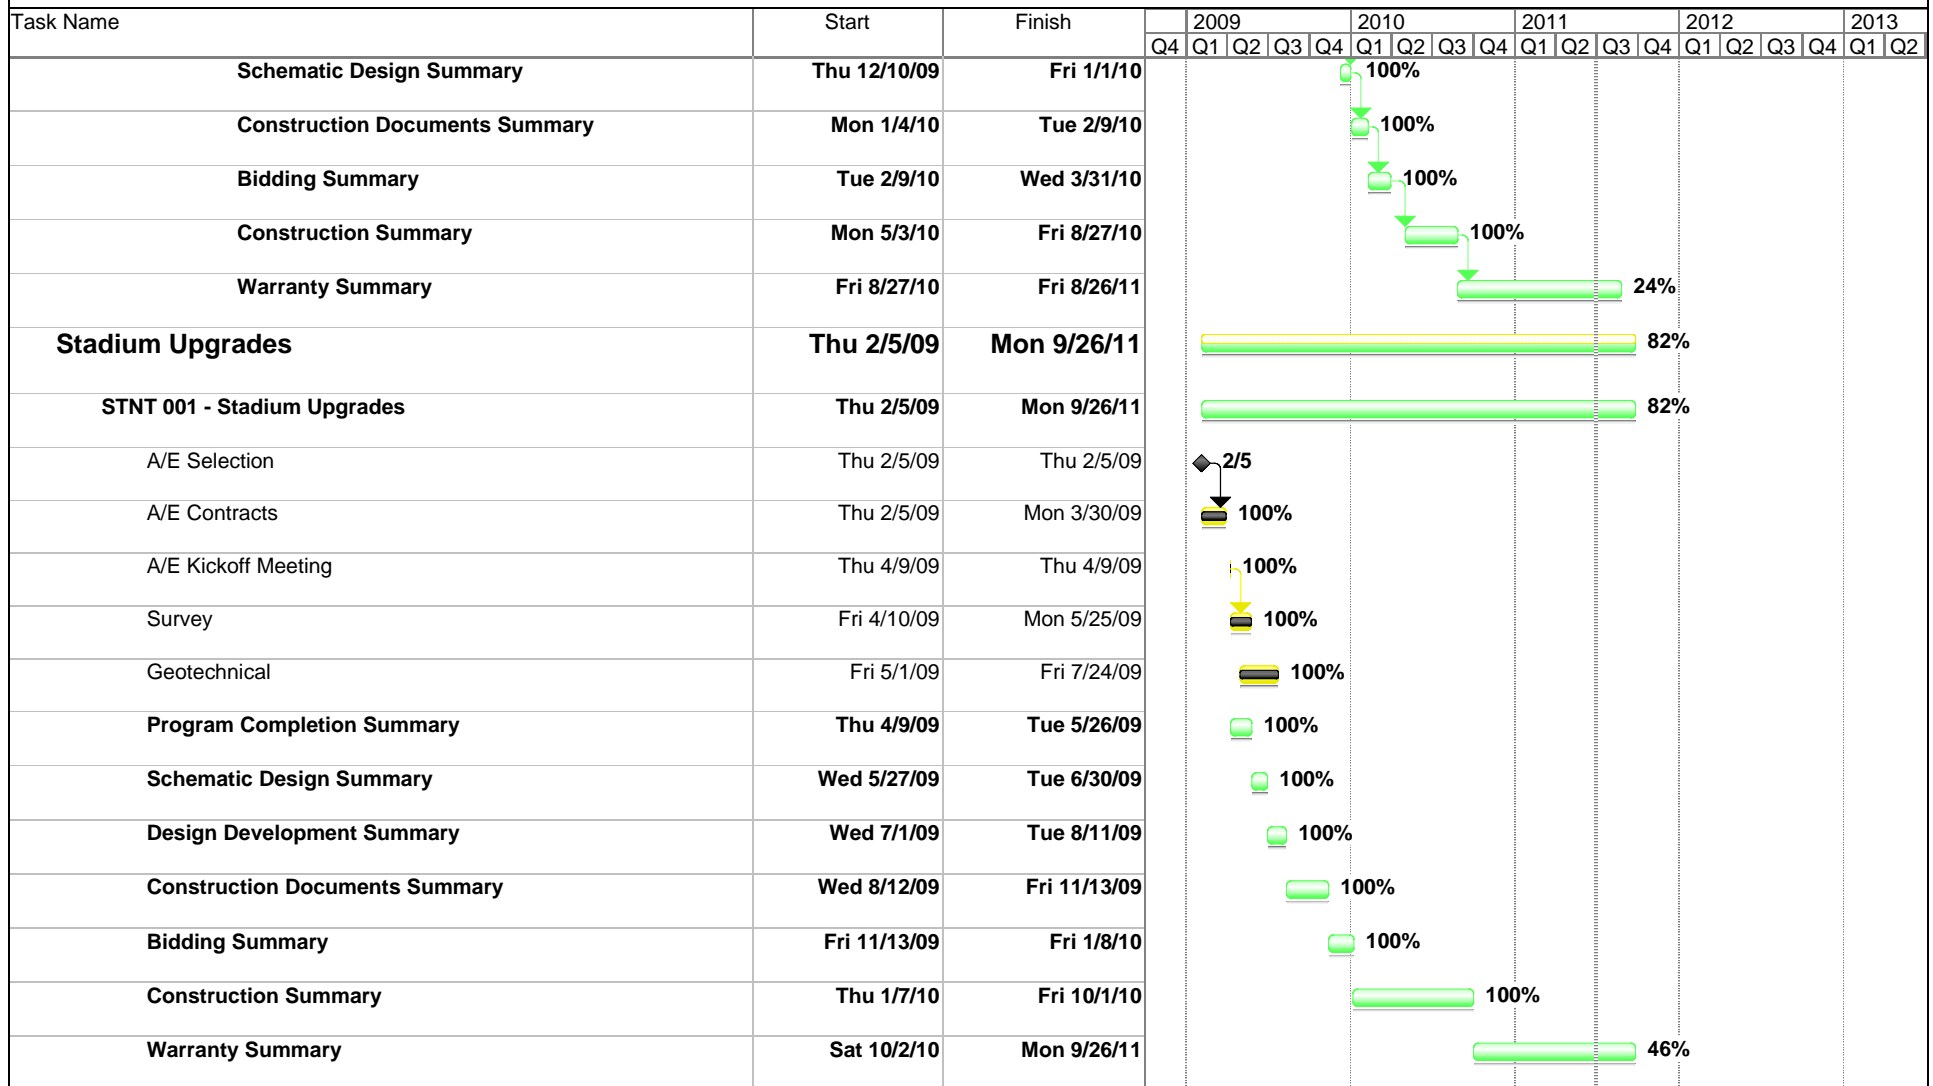 Task Name Start Finish 2009 2010 2011 2012 2013
Q4 Q1 Q2 Q3 Q4 Q1 Q2 Q3 Q4 Q1 Q2 Q3 Q4 Q1 Q2 Q3 Q4 Q1 Q2
Schematic Design Summary Thu 12/10/09 Fri 1/1/10 100%
Construction Documents Summary Mon 1/4/10 Tue 2/9/10 100%
Bidding Summary Tue 2/9/10 Wed 3/31/10 100%
Construction Summary Mon 5/3/10 Fri 8/27/10 100%
Warranty Summary Fri 8/27/10 Fri 8/26/11 24%
Stadium Upgrades Thu 2/5/09 Mon 9/26/11 82%
STNT 001 - Stadium Upgrades Thu 2/5/09 Mon 9/26/11 82%
A/E Selection Thu 2/5/09 Thu 2/5/09 2/5
A/E Contracts Thu 2/5/09 Mon 3/30/09 100%
A/E Kickoff Meeting Thu 4/9/09 Thu 4/9/09 100%
Survey Fri 4/10/09 Mon 5/25/09 100%
Geotechnical Fri 5/1/09 Fri 7/24/09 100%
Program Completion Summary Thu 4/9/09 Tue 5/26/09 100%
Schematic Design Summary Wed 5/27/09 Tue 6/30/09 100%
Design Development Summary Wed 7/1/09 Tue 8/11/09 100%
Construction Documents Summary Wed 8/12/09 Fri 11/13/09 100%
Bidding Summary Fri 11/13/09 Fri 1/8/10 100%
Construction Summary Thu 1/7/10 Fri 10/1/10 100%
Warranty Summary Sat 10/2/10 Mon 9/26/11 46%